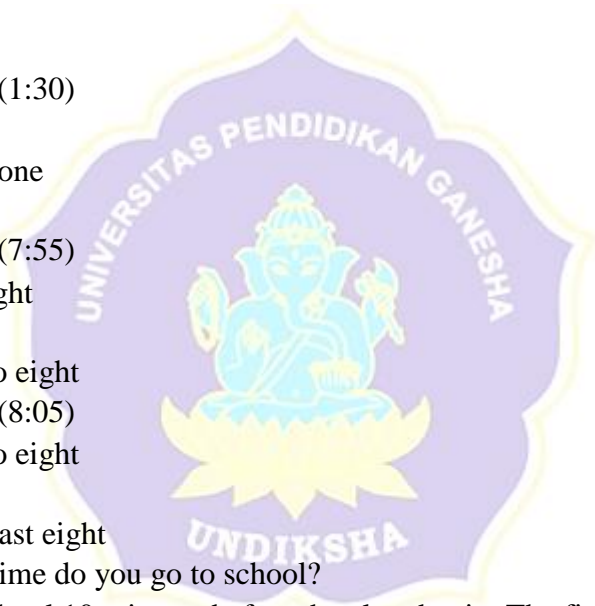 (1:30)
one
(7:55)
ght
o eight
(8:05)
o eight
ast eight
ime do you go to school?
UNIVERSITAS PENDIDIKAN GANESHA
UNDIKSHA